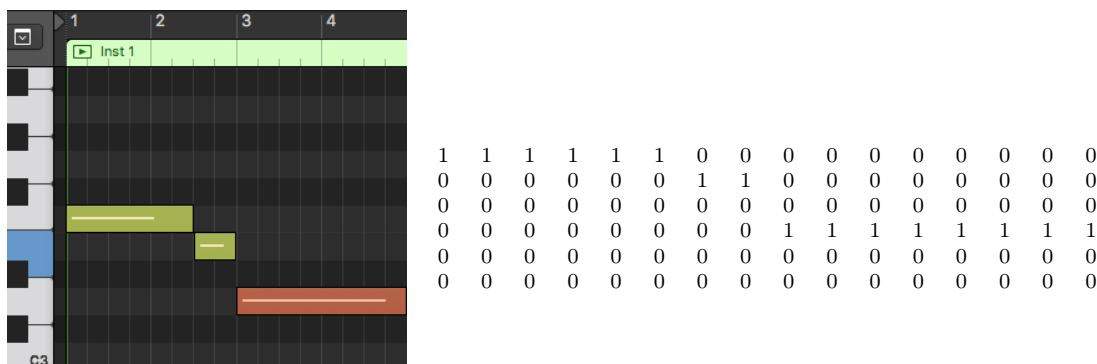 1 2 3 4
Inst 1
C3
1 1 1 1 1 1 0 0 0 0 0 0 0 0 0 0
0 0 0 0 0 0 1 1 0 0 0 0 0 0 0 0
0 0 0 0 0 0 0 0 0 0 0 0 0 0 0 0
0 0 0 0 0 0 0 0 1 1 1 1 1 1 1 1
0 0 0 0 0 0 0 0 0 0 0 0 0 0 0 0
0 0 0 0 0 0 0 0 0 0 0 0 0 0 0 0